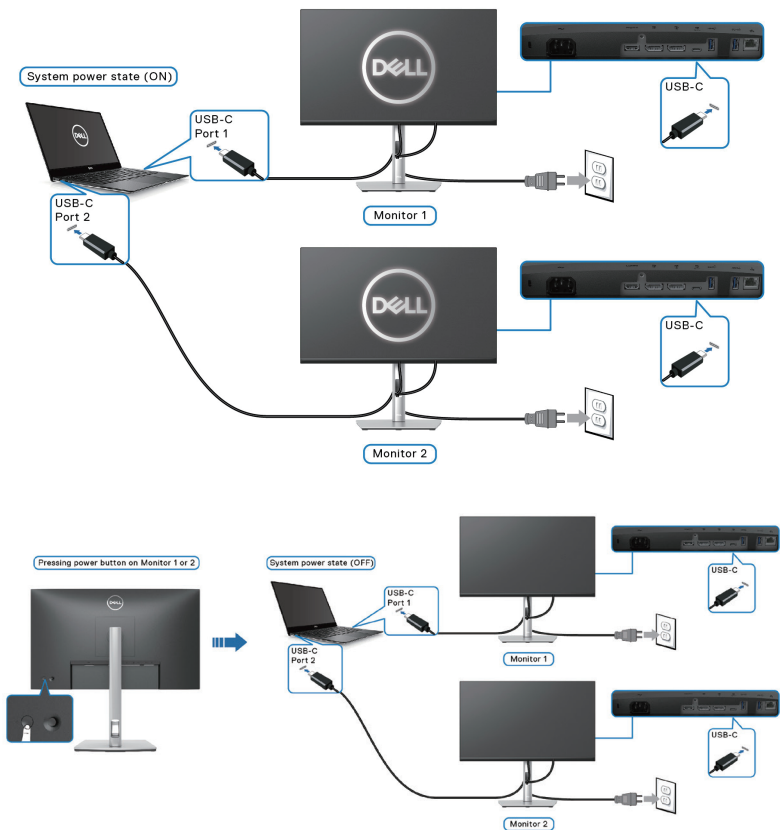 System power state (ON)
DELL
USB-C
Port 1
USB-C
Monitor 1
DELL
USB-C
Port 2
DELL
USB-C
Monitor 2
Pressing power button on Monitor 1 or 2
DELL
System power state (OFF)
USB-C
Port 1
USB-C
Monitor 1
USB-C
Port 2
USB-C
Monitor 2